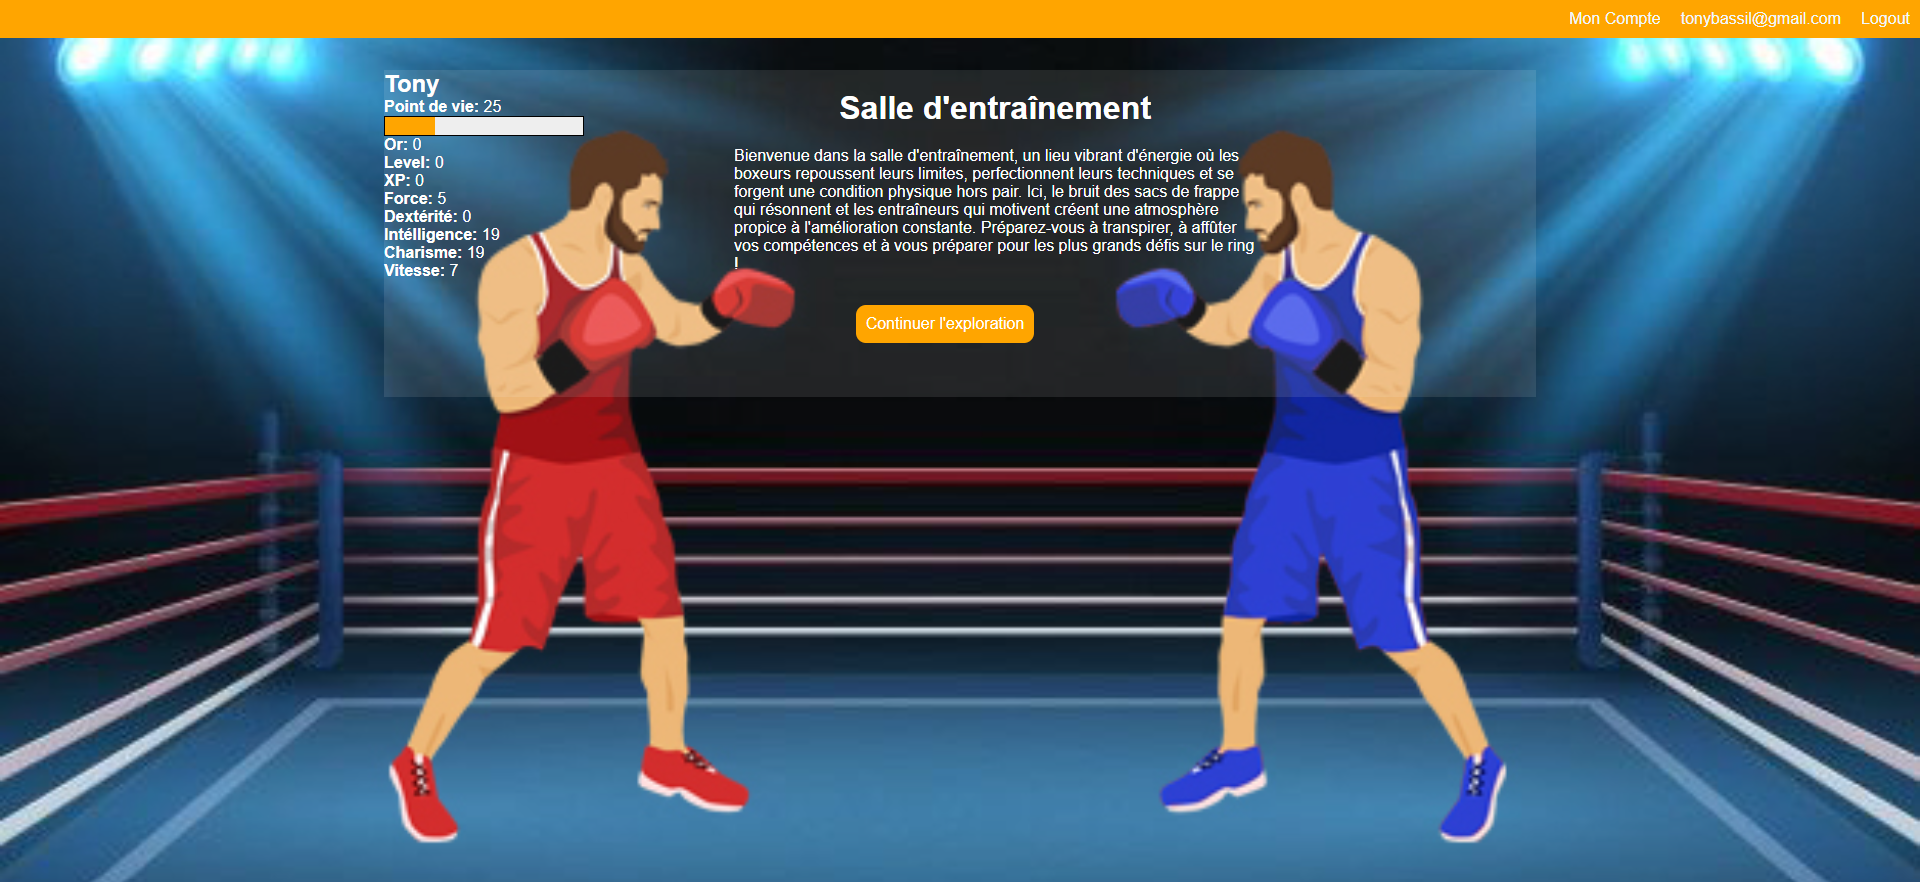 Mon Compte tonybassil@gmail.com Logout
Tony
Point de vie: 25
Or: 0
Level: 0
XP: 0
Force: 5
Dextérité: 0
Intélligence: 19
Charisme: 19
Vitesse: 7
Salle d'entraînement
Bienvenue dans la salle d'entraînement, un lieu vibrant d'énergie où les
boxeurs repoussent leurs limites, perfectionnent leurs techniques et se
forgent une condition physique hors pair. Ici, le bruit des sacs de frappe
qui résonnent et les entraîneurs qui motivent créent une atmosphère
propice à l'amélioration constante. Préparez-vous à transpirer, à affûter
vos compétences et à vous préparer pour les plus grands défis sur le ring
!
Continuer l'exploration